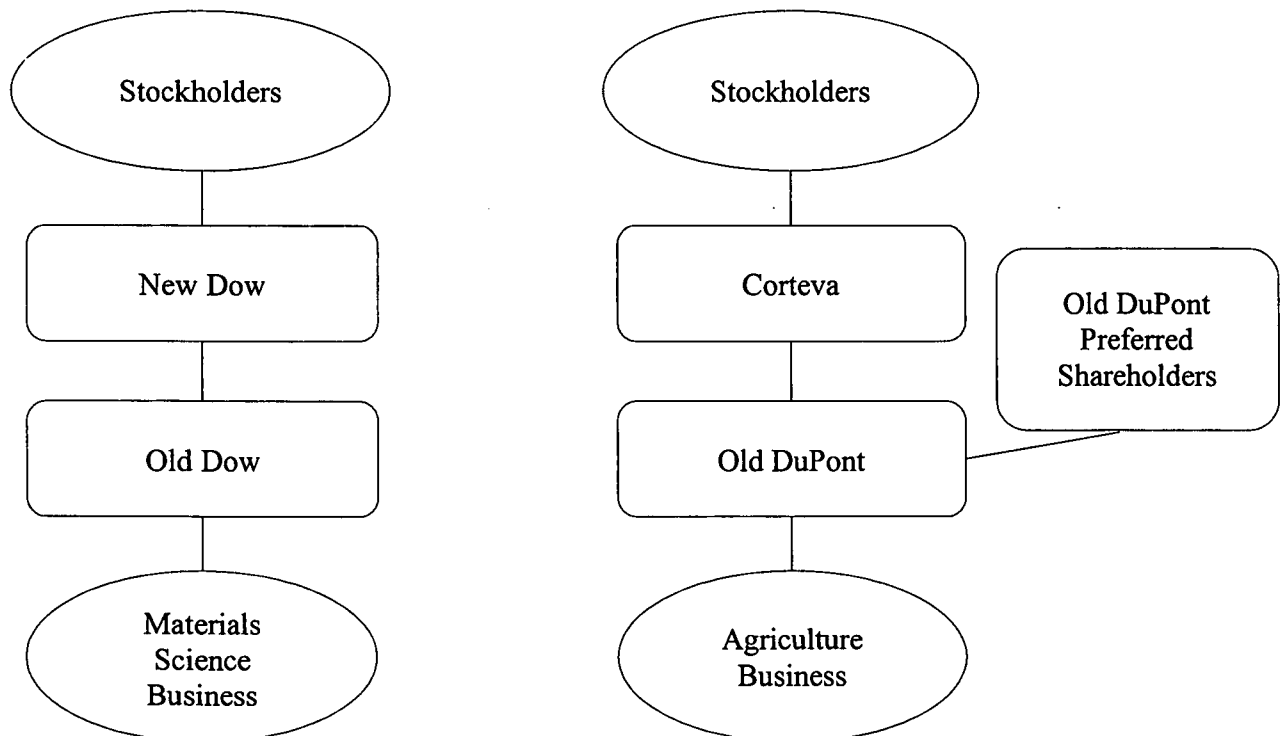 Stockholders
Stockholders
New Dow
Corteva
Old DuPont
Preferred
Shareholders
Old Dow
Old DuPont
Materials
Science
Business
Agriculture
Business